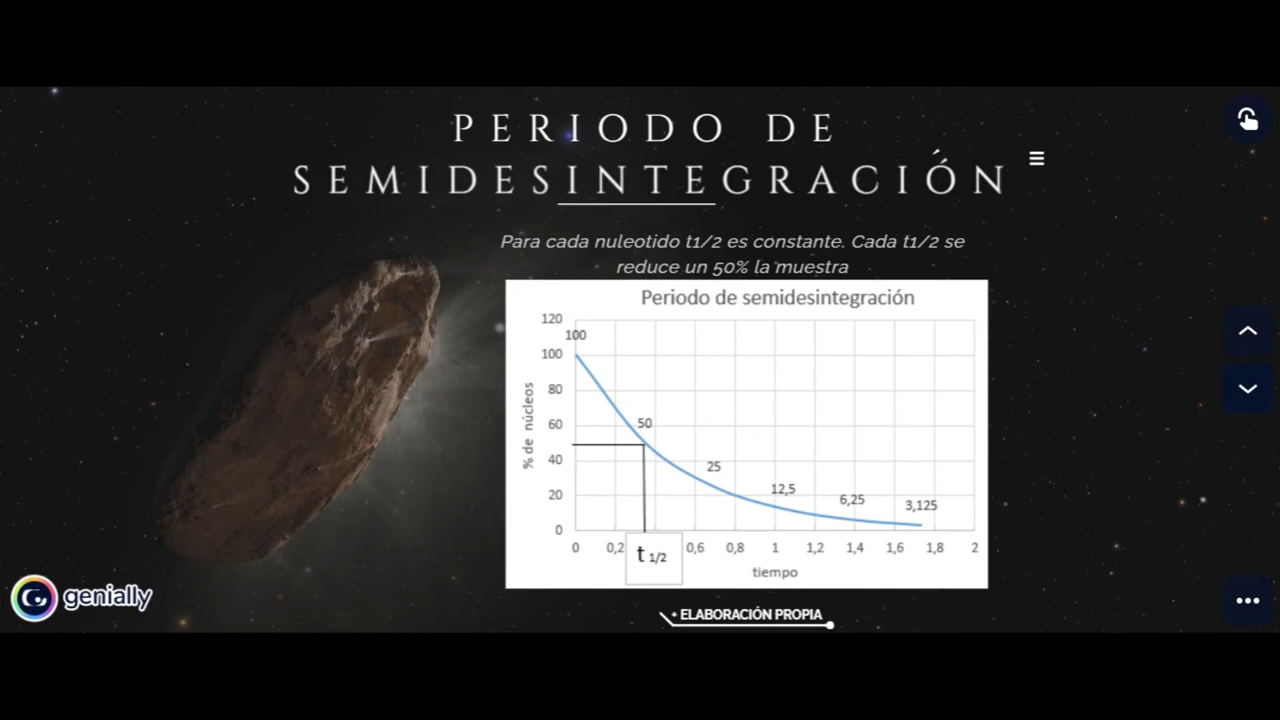 PERIODO DE
SEMIDESINTEGRACIÓN
Para cada nuleotido t1/2 es constante. Cada t1/2 se
reduce un 50% la muestra
Periodo de semidesintegración
120
100
100
80
60
50
40
25
20
12,5
6,25
3,125
0
% de núcleos
0 0,2 0,6 0,8 1 1,2 1,4 1,6 1,8 2
t 1/2
tiempo
genially
+ ELABORACIÓN PROPIA